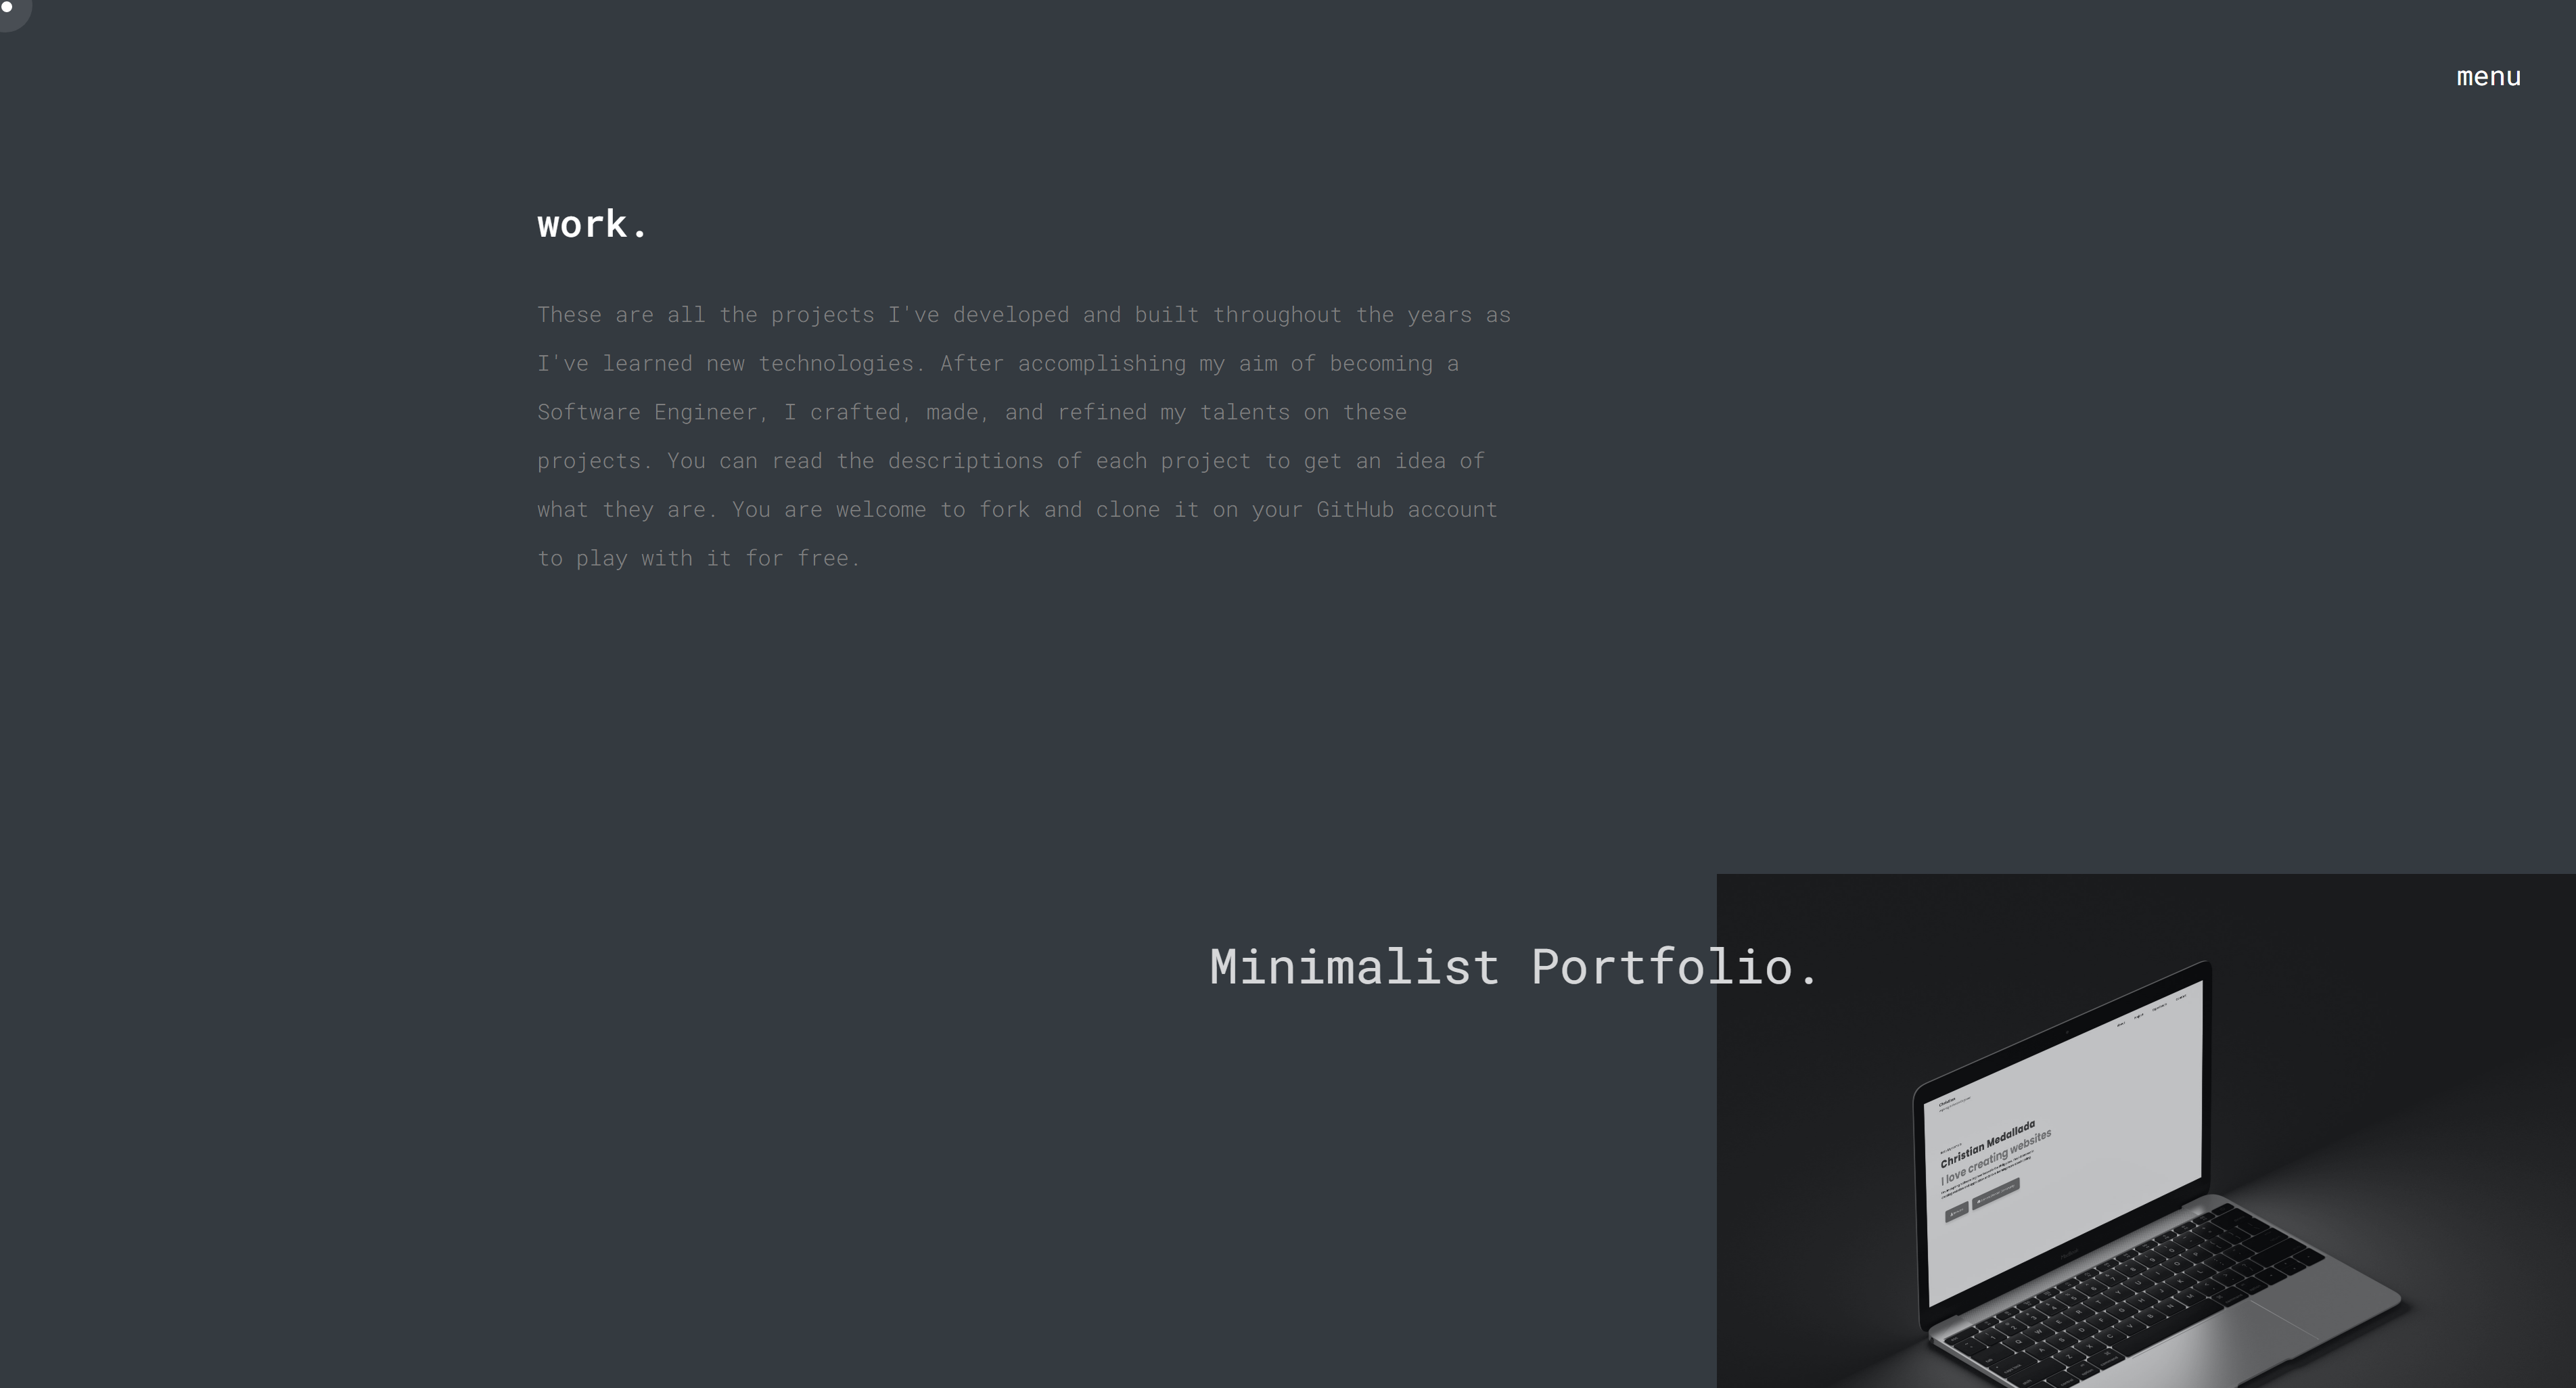 menu
work.
These are all the projects I've developed and built throughout the years as
I've learned new technologies. After accomplishing my aim of becoming a
Software Engineer, I crafted, made, and refined my talents on these
projects. You can read the descriptions of each project to get an idea of
what they are. You are welcome to fork and clone it on your GitHub account
to play with it for free.
Minimalist Portfolio.
Christian Medallada
I love creating websites